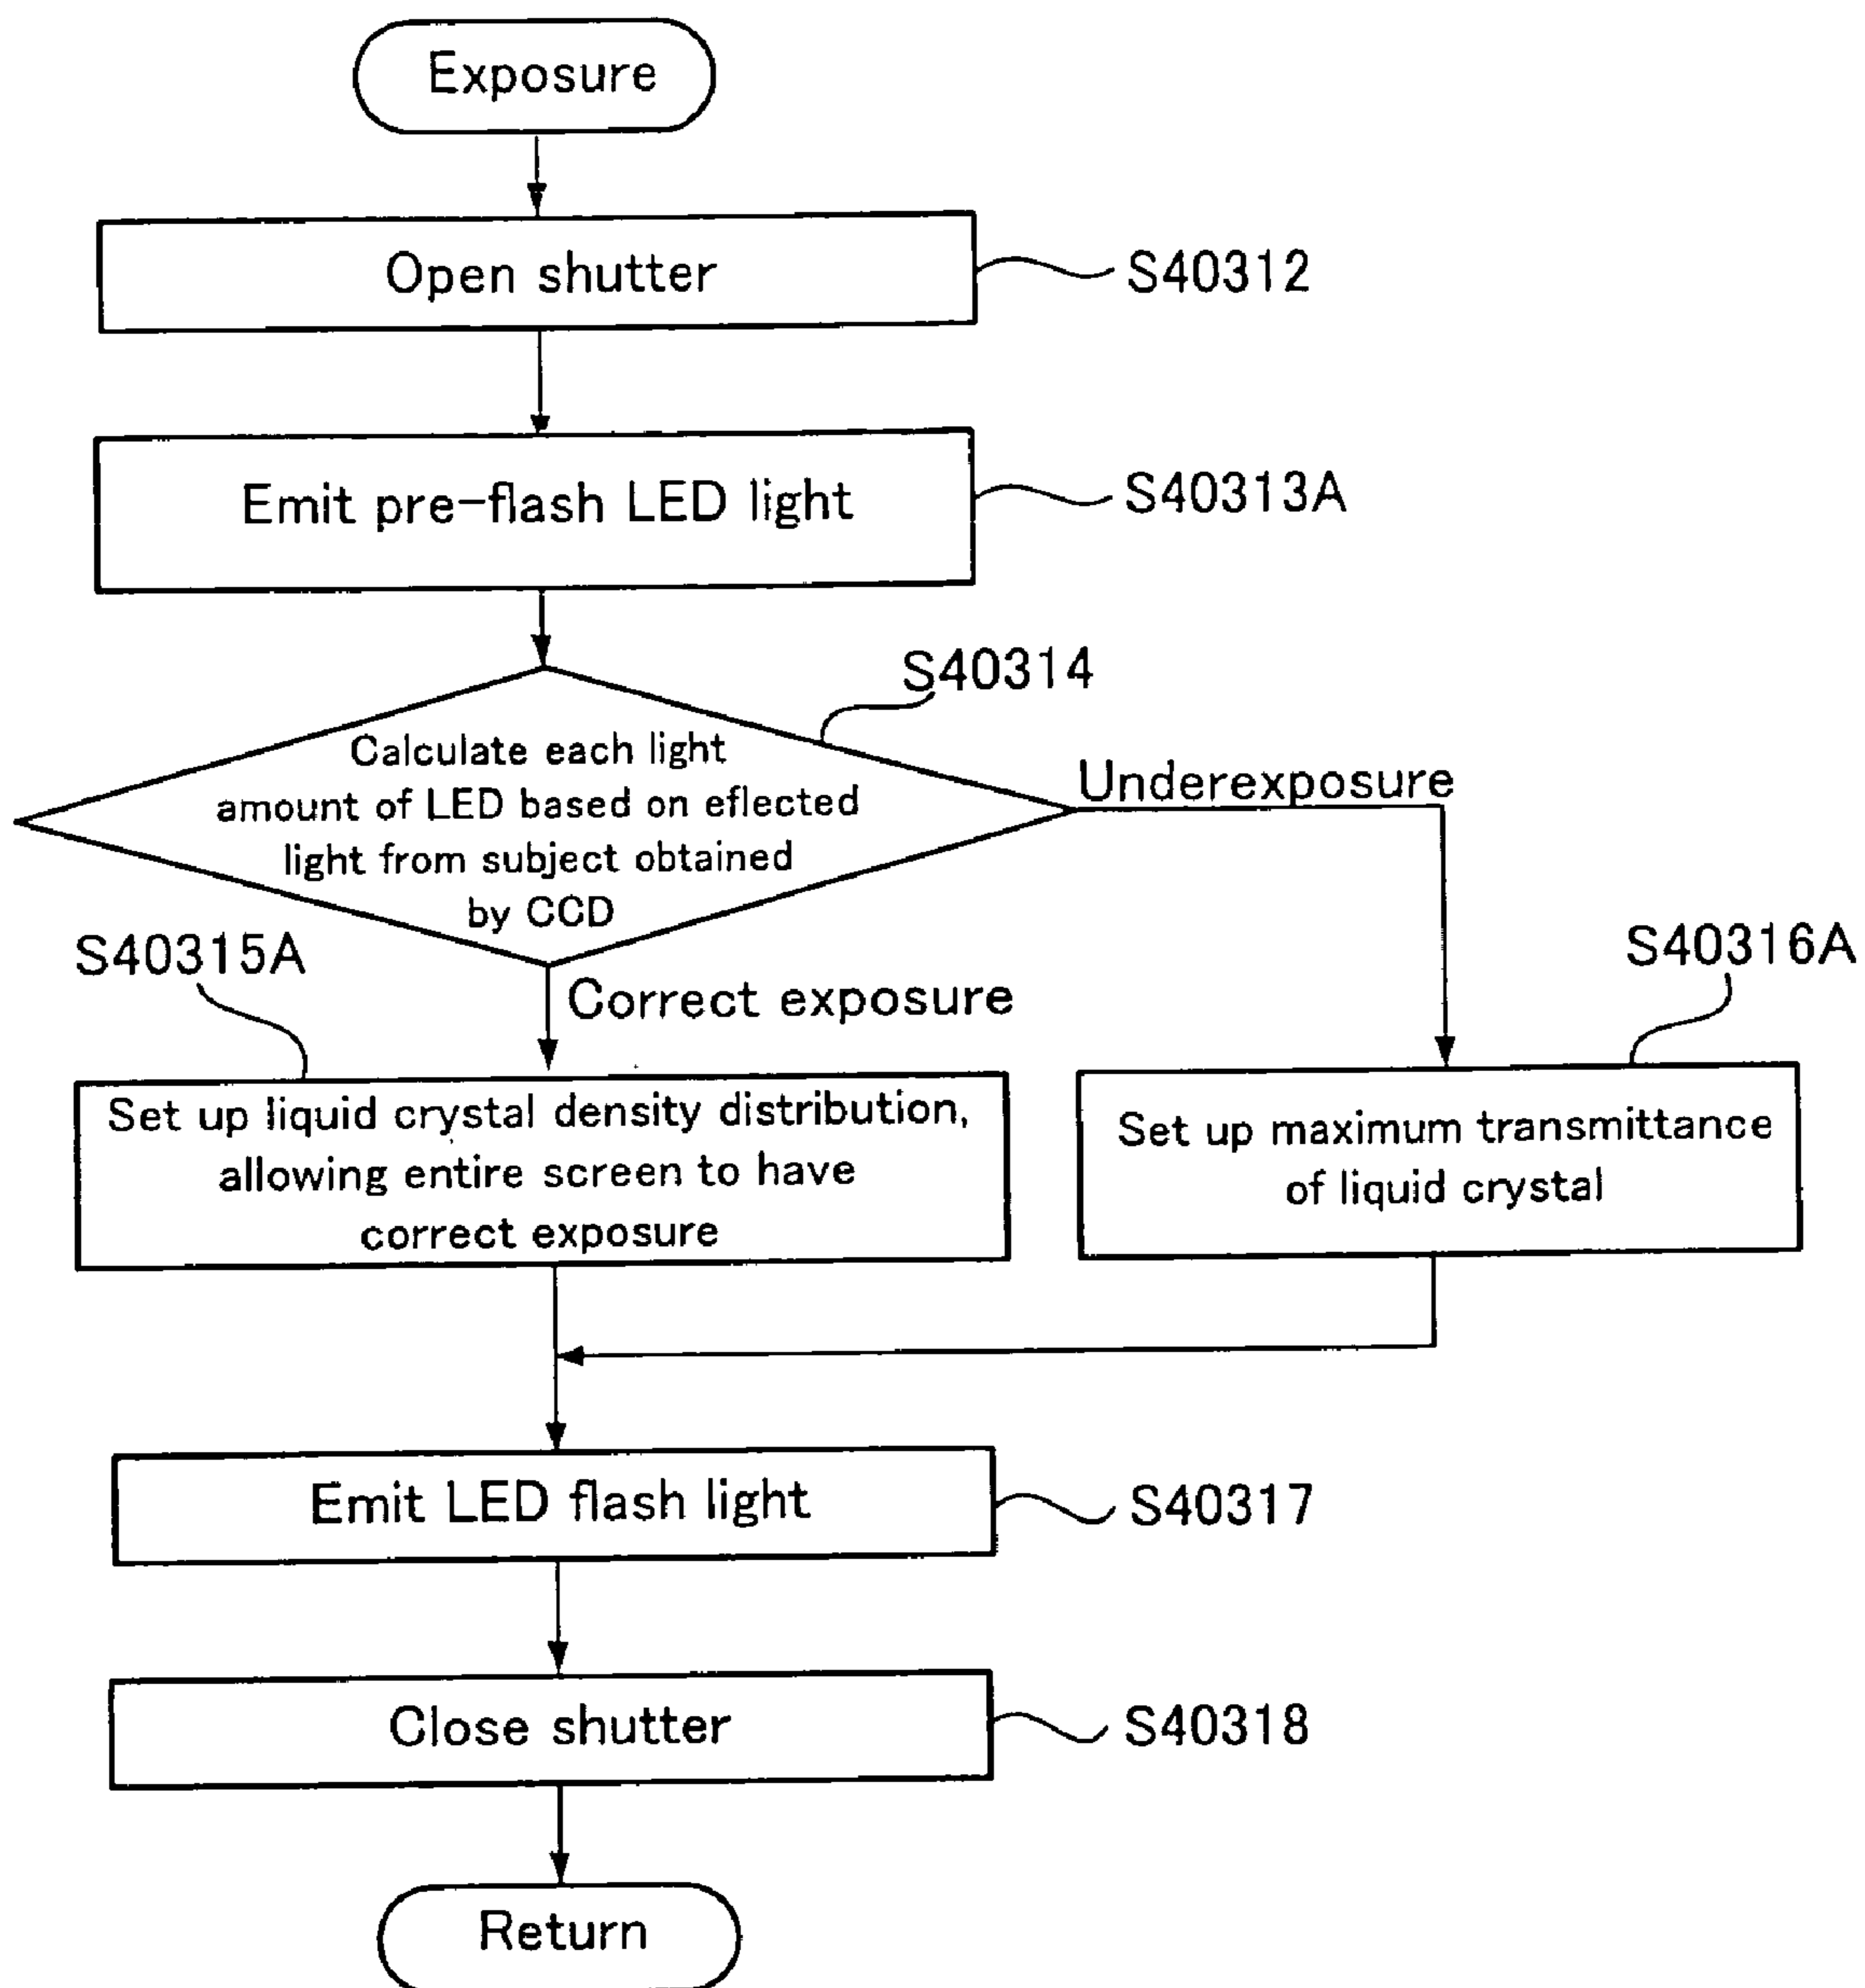 Exposure
Open shutter
S40312
Emit pre-flash LED light
S40313A
S40314
Calculate each light
amount of LED based on eflected
light from subject obtained
by CCD
Underexposure
S40315A
Correct exposure
S40316A
Set up liquid crystal density distribution,
allowing entire screen to have
correct exposure
Set up maximum transmittance
of liquid crystal
Emit LED flash light
S40317
Close shutter
S40318
Return